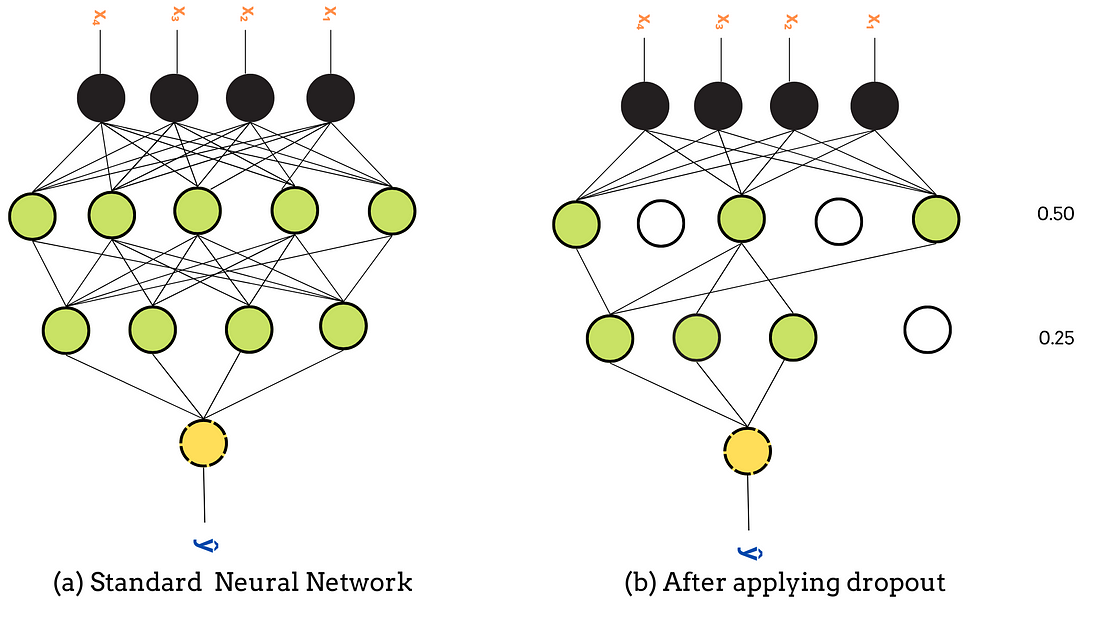 X₄ X₃ X₂ X₁
X₄ X₃ X₂ X₁
0.50
0.25
ŷ
ŷ
(a) Standard Neural Network
(b) After applying dropout